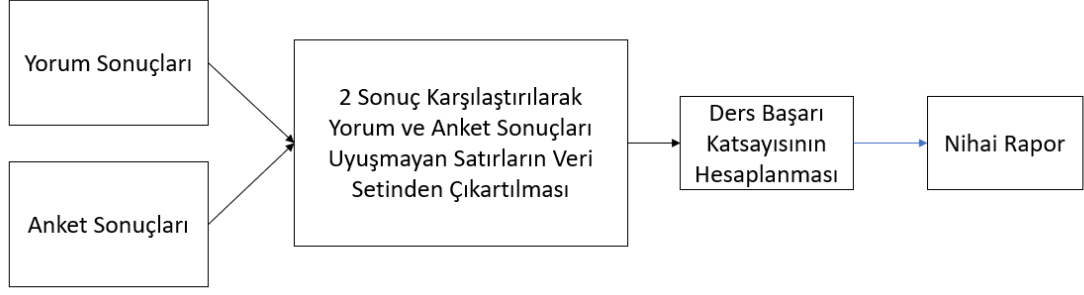 Yorum Sonuçları
Anket Sonuçları
2 Sonuç Karşılaştırılarak
Yorum ve Anket Sonuçları
Uyuşmayan Satırların Veri
Setinden Çıkartılması
Ders Başarı
Katsayısının
Hesaplanması
Nihai Rapor